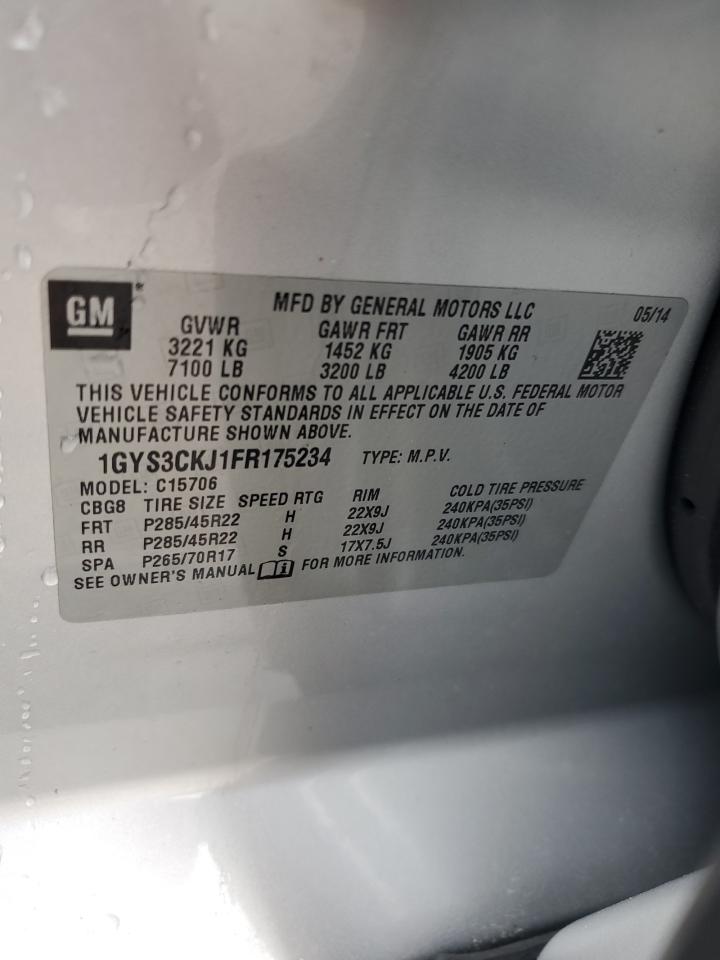 GM
MFD BY GENERAL MOTORS LLC 05/14
GVWR GAWR FRT GAWR RR
3221 KG 1452 KG 1905 KG
7100 LB 3200 LB 4200 LB
THIS VEHICLE CONFORMS TO ALL APPLICABLE U.S. FEDERAL MOTOR
VEHICLE SAFETY STANDARDS IN EFFECT ON THE DATE OF
MANUFACTURE SHOWN ABOVE.
1GYS3CKJ1FR175234 TYPE: M.P.V.
MODEL: C15706
CBG8 TIRE SIZE SPEED RTG RIM COLD TIRE PRESSURE
FRT P285/45R22 H 22X9J 240KPA(35PSI)
RR P285/45R22 H 22X9J 240KPA(35PSI)
SPA P265/70R17 S 17X7.5J 240KPA(35PSI)
SEE OWNER'S MANUAL i FOR MORE INFORMATION.